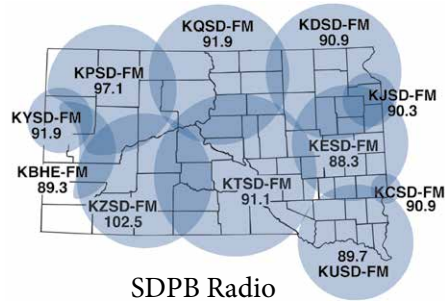 KQSD-FM
91.9
KDSD-FM
90.9
KPSD-FM
97.1
KJSD-FM
90.3
KYSD-FM
91.9
KESD-FM
88.3
KBHE-FM
89.3
KTSD-FM
91.1
KCSD-FM
90.9
KZSD-FM
102.5
89.7
KUSD-FM
SDPB Radio